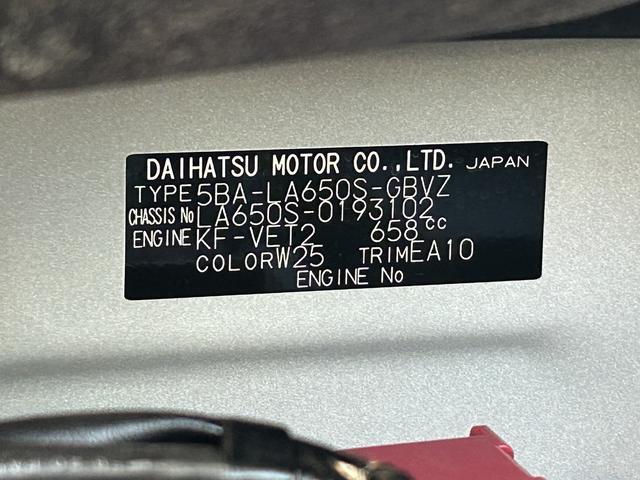 DAIHATSU MOTOR CO.,LTD. JAPAN
TYPE 5BA-LA650S-GBVZ
CHASSIS No LA650S-0193102
ENGINE KF-VET2 658cc
COLOR W25 TRIM EA10
ENGINE No